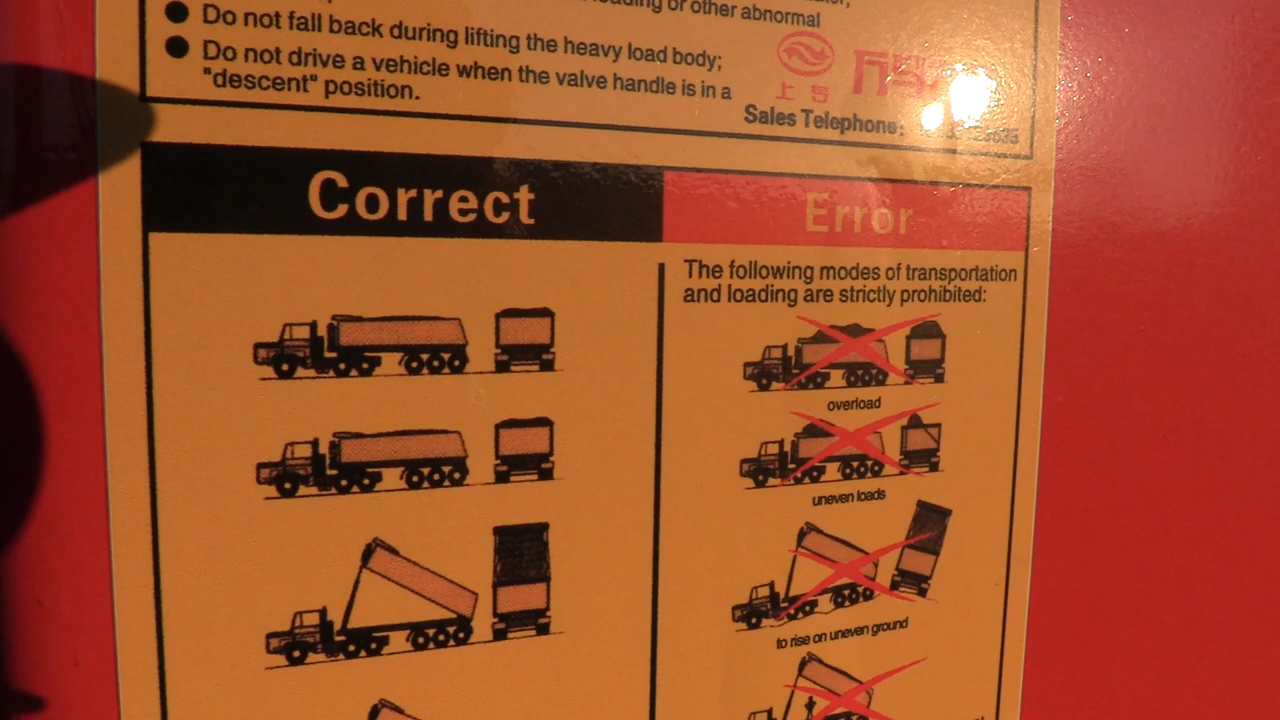 or other abnormal
Do not fall back during lifting the heavy load body;
Do not drive a vehicle when the valve handle is in a
"descent" position.
上
Sales Telephone:
Correct
Error
The following modes of transportation
and loading are strictly prohibited:
overload
uneven loads
to rise on uneven ground